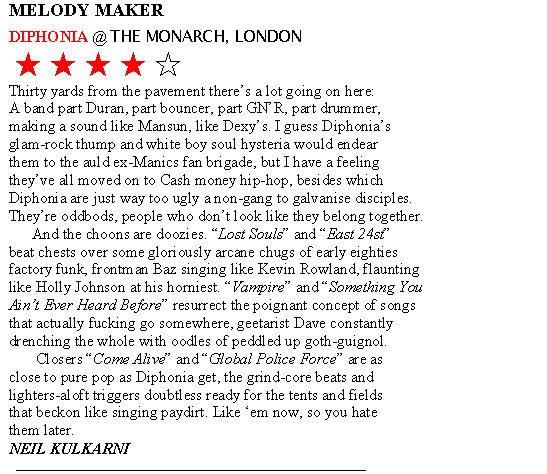 MELODY MAKER
DIPHONIA @ THE MONARCH, LONDON
Thirty yards from the pavement there's a lot going on here:
A band part Duran, part bouncer, part GN'R, part drummer,
making a sound like Mansun, like Dexy's. I guess Diphonia's
glam-rock thump and white boy soul hysteria would endear
them to the auld ex-Manics fan brigade, but I have a feeling
they've all moved on to Cash money hip-hop, besides which
Diphonia are just way too ugly a non-gang to galvanise disciples.
They're oddbods, people who don't look like they belong together.
And the choons are doozies. "Lost Souls" and "East 24st"
beat chests over some gloriously arcane chugs of early eighties
factory funk, frontman Baz singing like Kevin Rowland, flaunting
like Holly Johnson at his horniest. "Vampire" and "Something You
Ain't Ever Heard Before" resurrect the poignant concept of songs
that actually fucking go somewhere, geetarist Dave constantly
drenching the whole with oodles of peddled up goth-guignol.
Closers "Come Alive" and "Global Police Force" are as
close to pure pop as Diphonia get, the grind-core beats and
lighters-aloft triggers doubtless ready for the tents and fields
that beckon like singing paydirt. Like 'em now, so you hate
them later.
NEIL KULKARNI